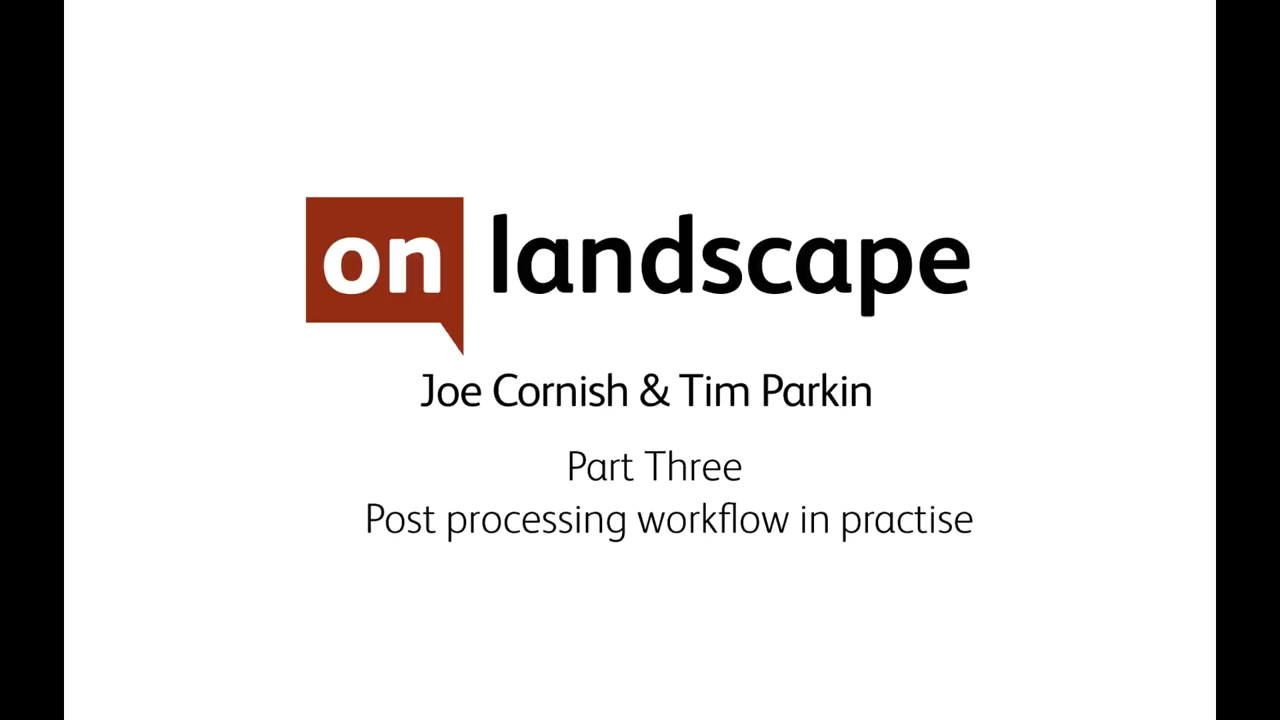 on landscape
Joe Cornish & Tim Parkin
Part Three
Post processing workflow in practise